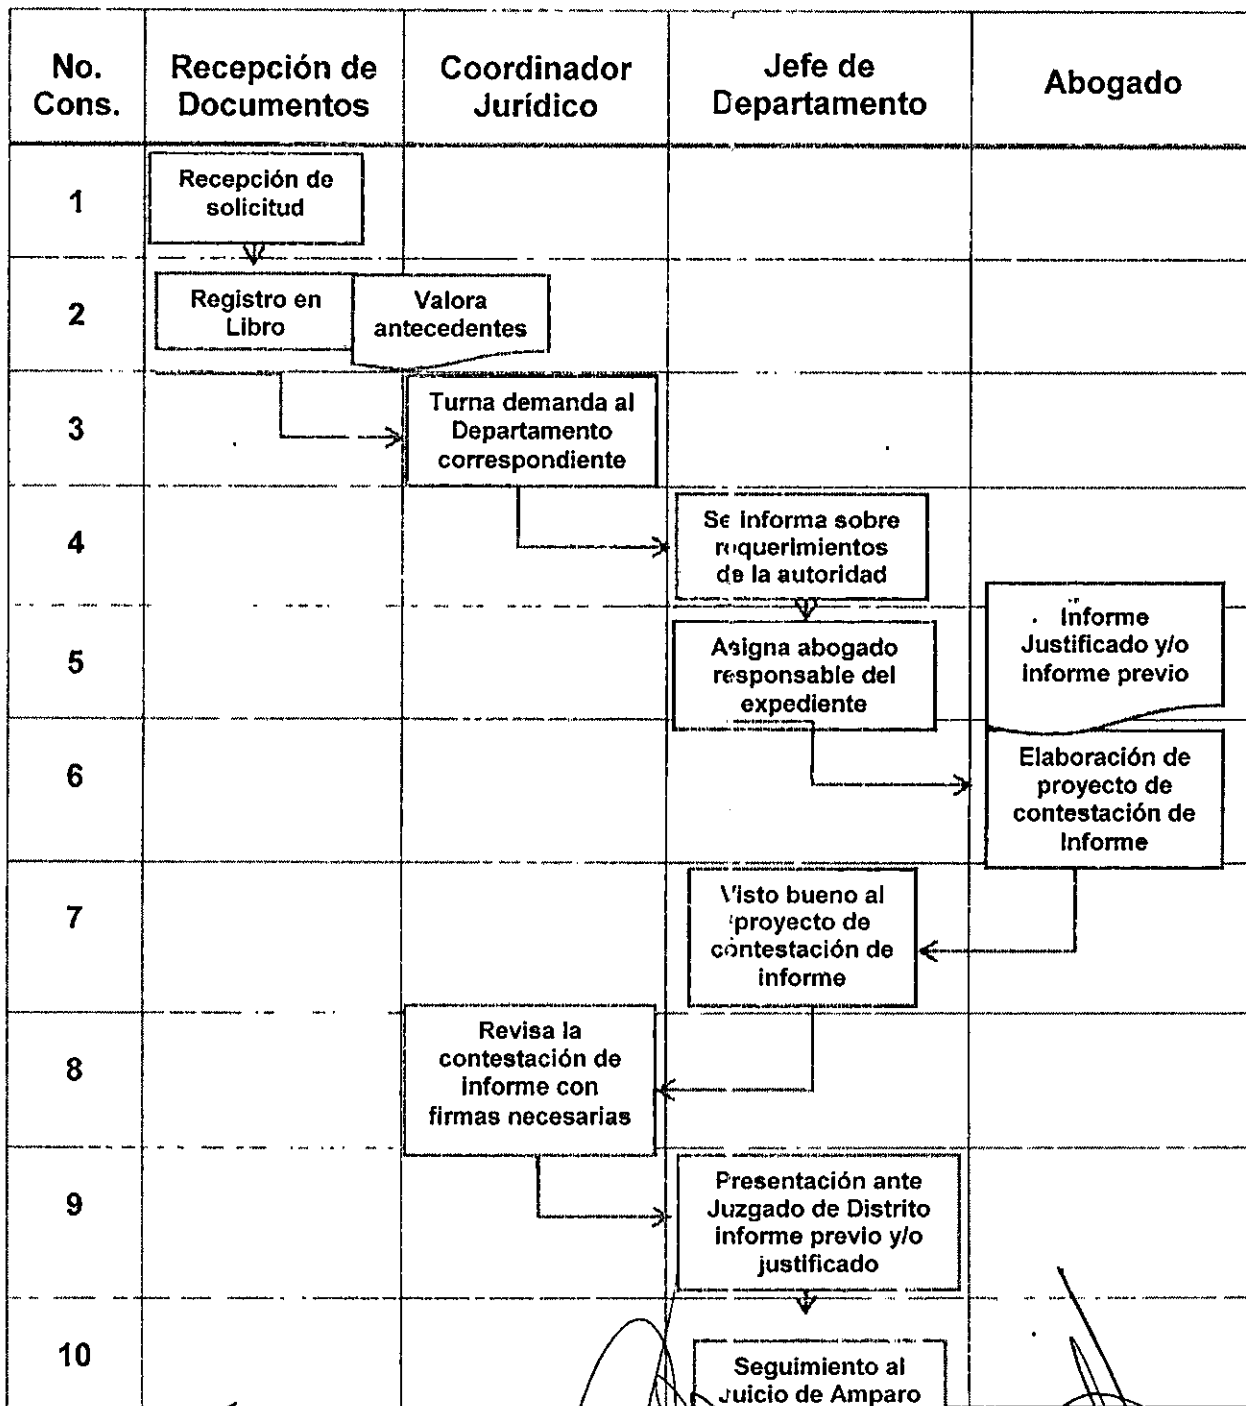 No.
Cons.
Recepción de
Documentos
Coordinador
Jurídico
Jefe de
Departamento
Abogado
1
Recepción de
solicitud
2
Registro en
Libro
Valora
antecedentes
3
Turna demanda al
Departamento
correspondiente
4
Se informa sobre
requerimientos
de la autoridad
5
Asigna abogado
responsable del
expediente
Informe
Justificado y/o
informe previo
6
Elaboración de
proyecto de
contestación de
Informe
7
Visto bueno al
proyecto de
contestación de
informe
8
Revisa la
contestación de
informe con
firmas necesarias
9
Presentación ante
Juzgado de Distrito
informe previo y/o
justificado
10
Seguimiento al
Juicio de Amparo